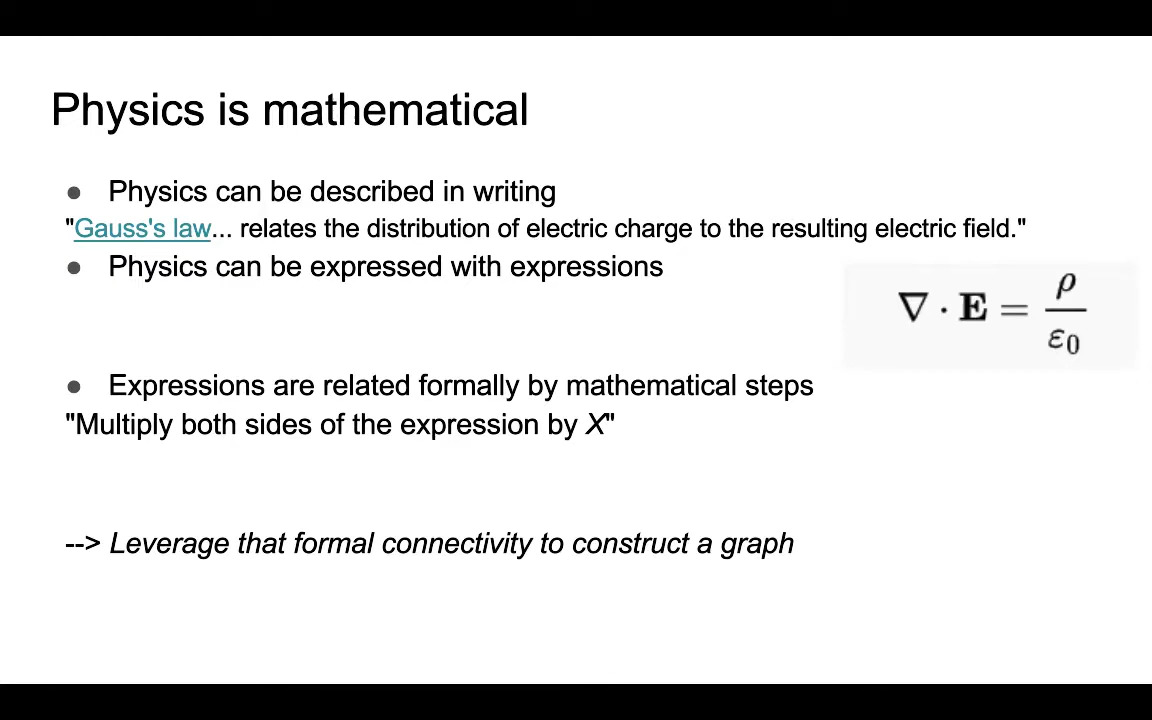 Physics is mathematical
● Physics can be described in writing
"Gauss's law... relates the distribution of electric charge to the resulting electric field."
● Physics can be expressed with expressions
∇ · E = ρ / ε₀
● Expressions are related formally by mathematical steps
"Multiply both sides of the expression by X"
--> Leverage that formal connectivity to construct a graph